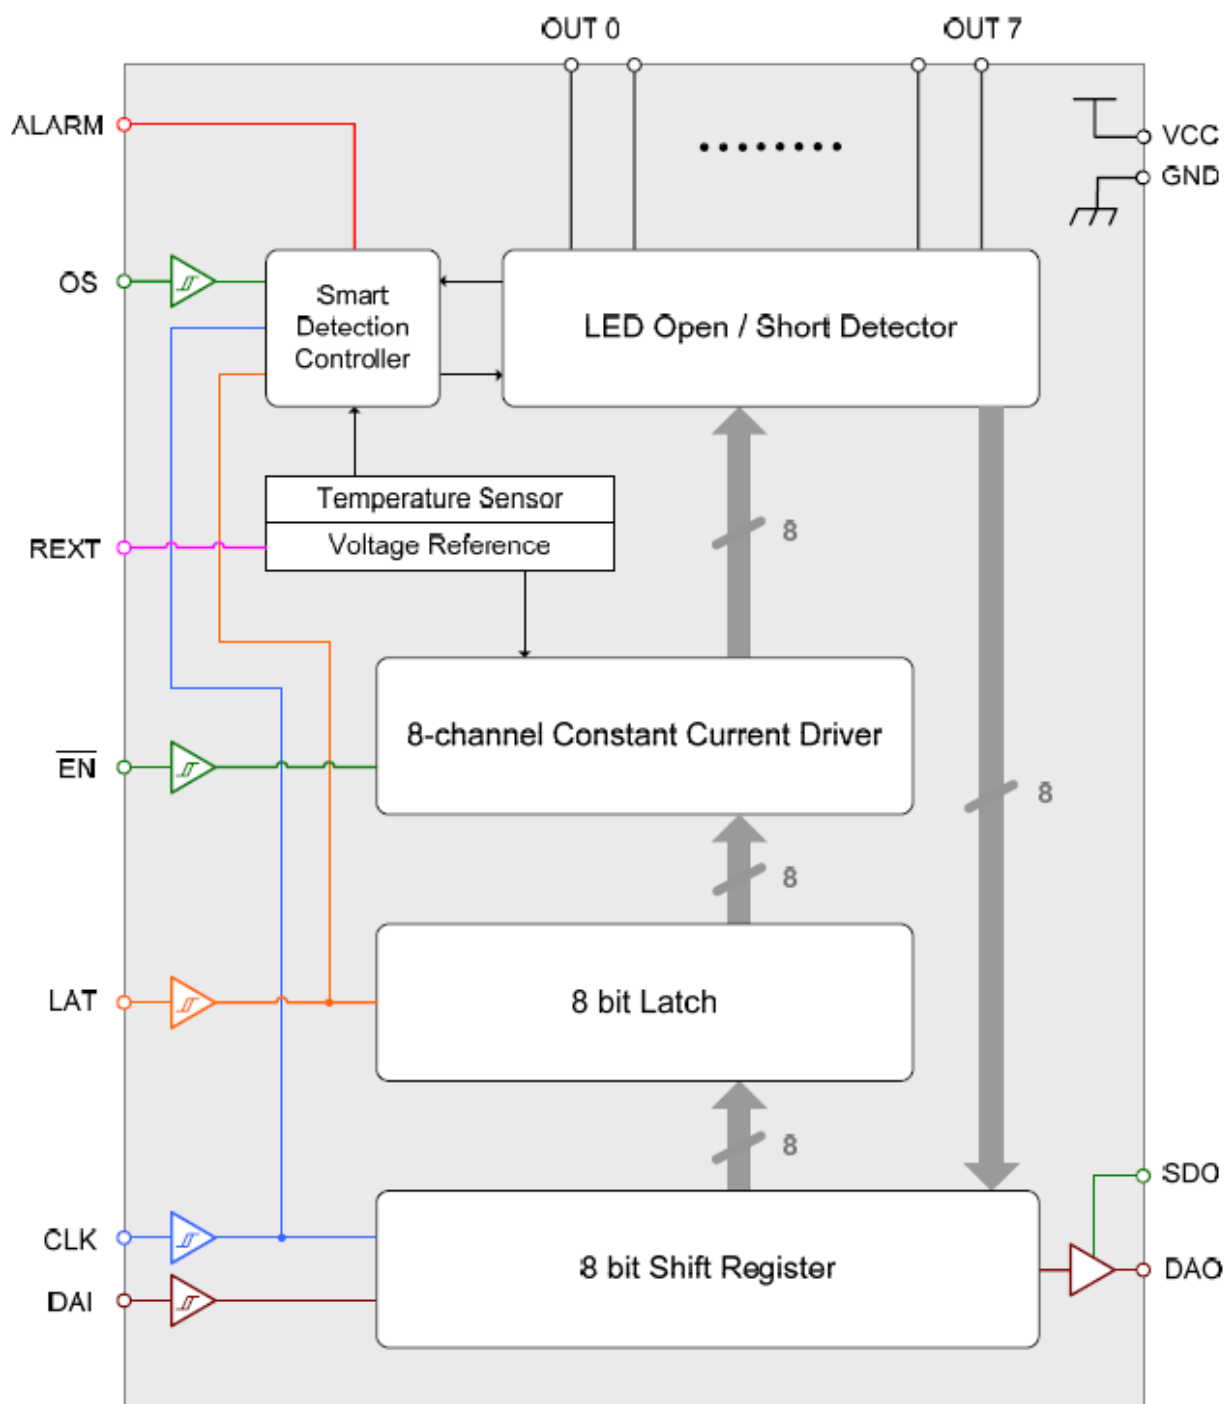 OUT 0
OUT 7
ALARM
VCC
GND
OS
Smart
Detection
Controller
LED Open / Short Detector
Temperature Sensor
8
REXT
Voltage Reference
8-channel Constant Current Driver
EN
8
8
LAT
8 bit Latch
8
SDO
CLK
8 bit Shift Register
DAO
DAI